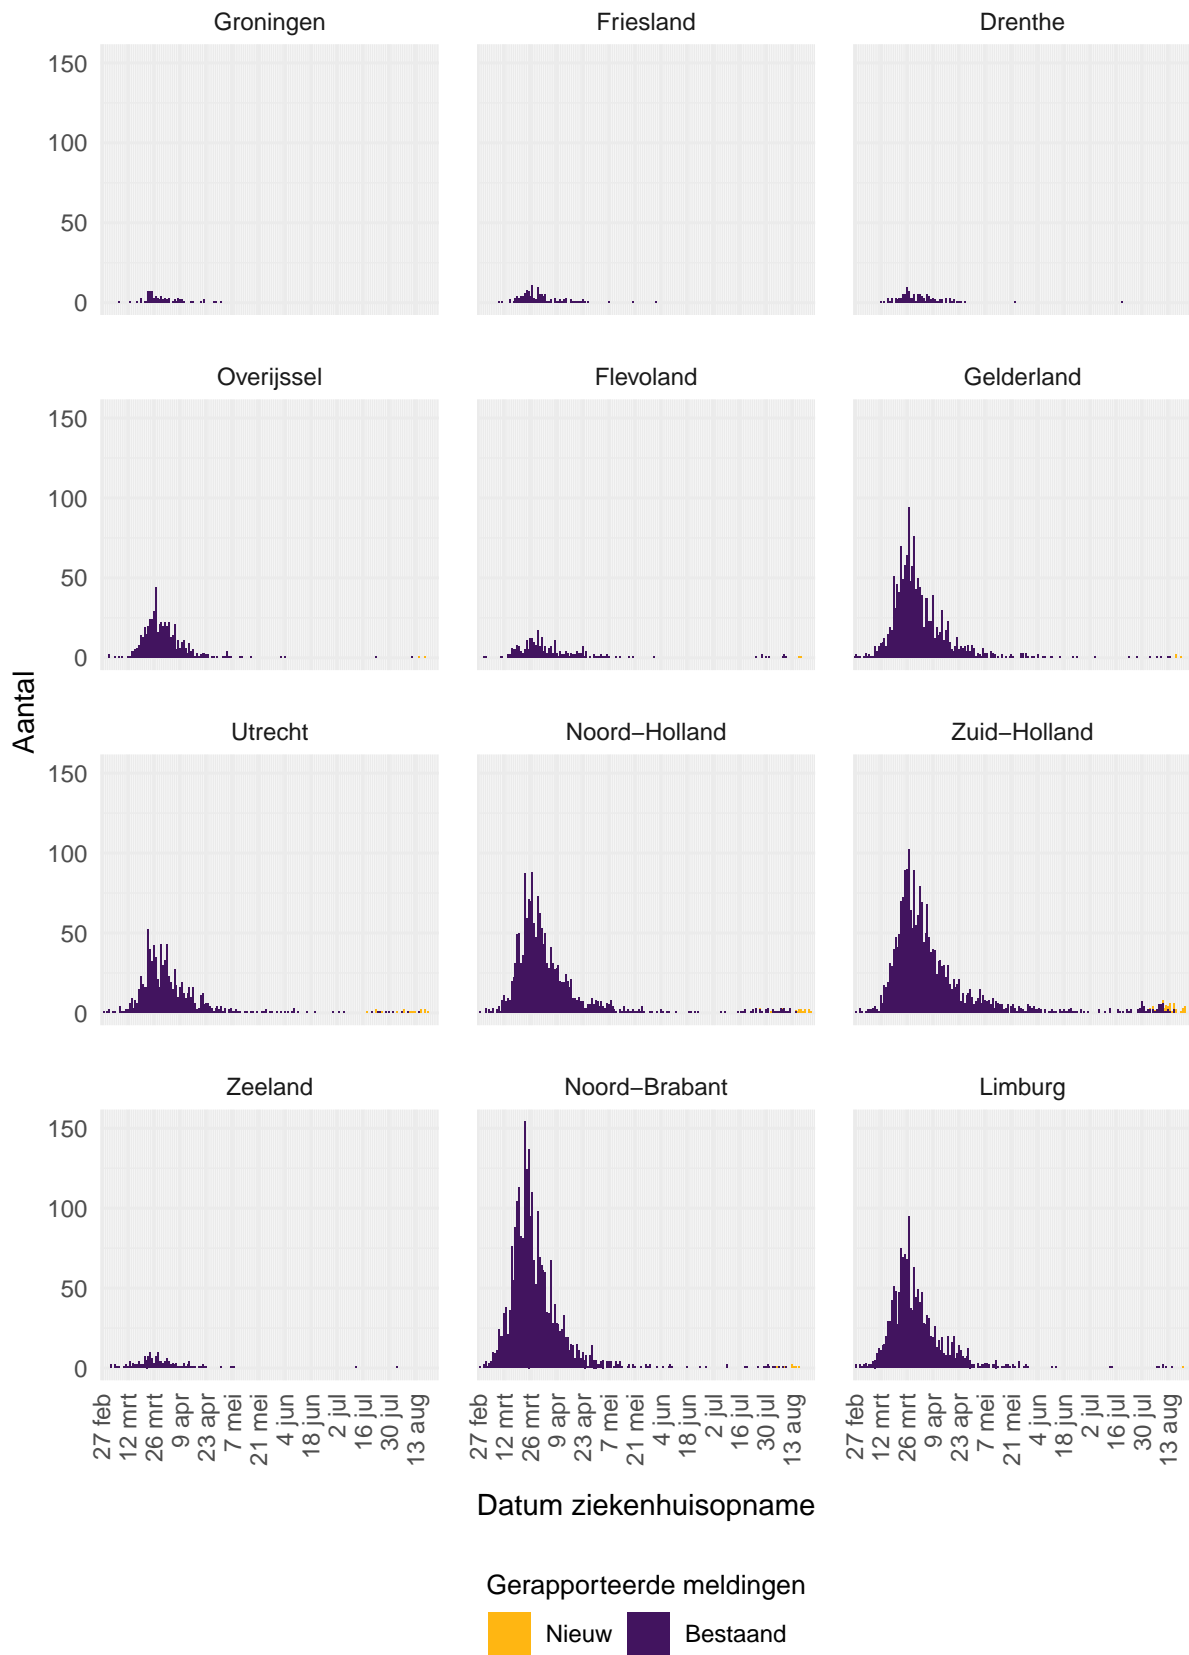 Groningen Friesland Drenthe
150
100
50
0
Overijssel Flevoland Gelderland
150
100
50
0
Aantal
Utrecht Noord−Holland Zuid−Holland
150
100
50
0
Zeeland Noord−Brabant Limburg
150
100
50
0
27 feb 12 mrt 26 mrt 9 apr 23 apr 7 mei 21 mei 4 jun 18 jun 2 jul 16 jul 30 jul 13 aug 27 feb 12 mrt 26 mrt 9 apr 23 apr 7 mei 21 mei 4 jun 18 jun 2 jul 16 jul 30 jul 13 aug 27 feb 12 mrt 26 mrt 9 apr 23 apr 7 mei 21 mei 4 jun 18 jun 2 jul 16 jul 30 jul 13 aug
Datum ziekenhuisopname
Gerapporteerde meldingen
Nieuw Bestaand